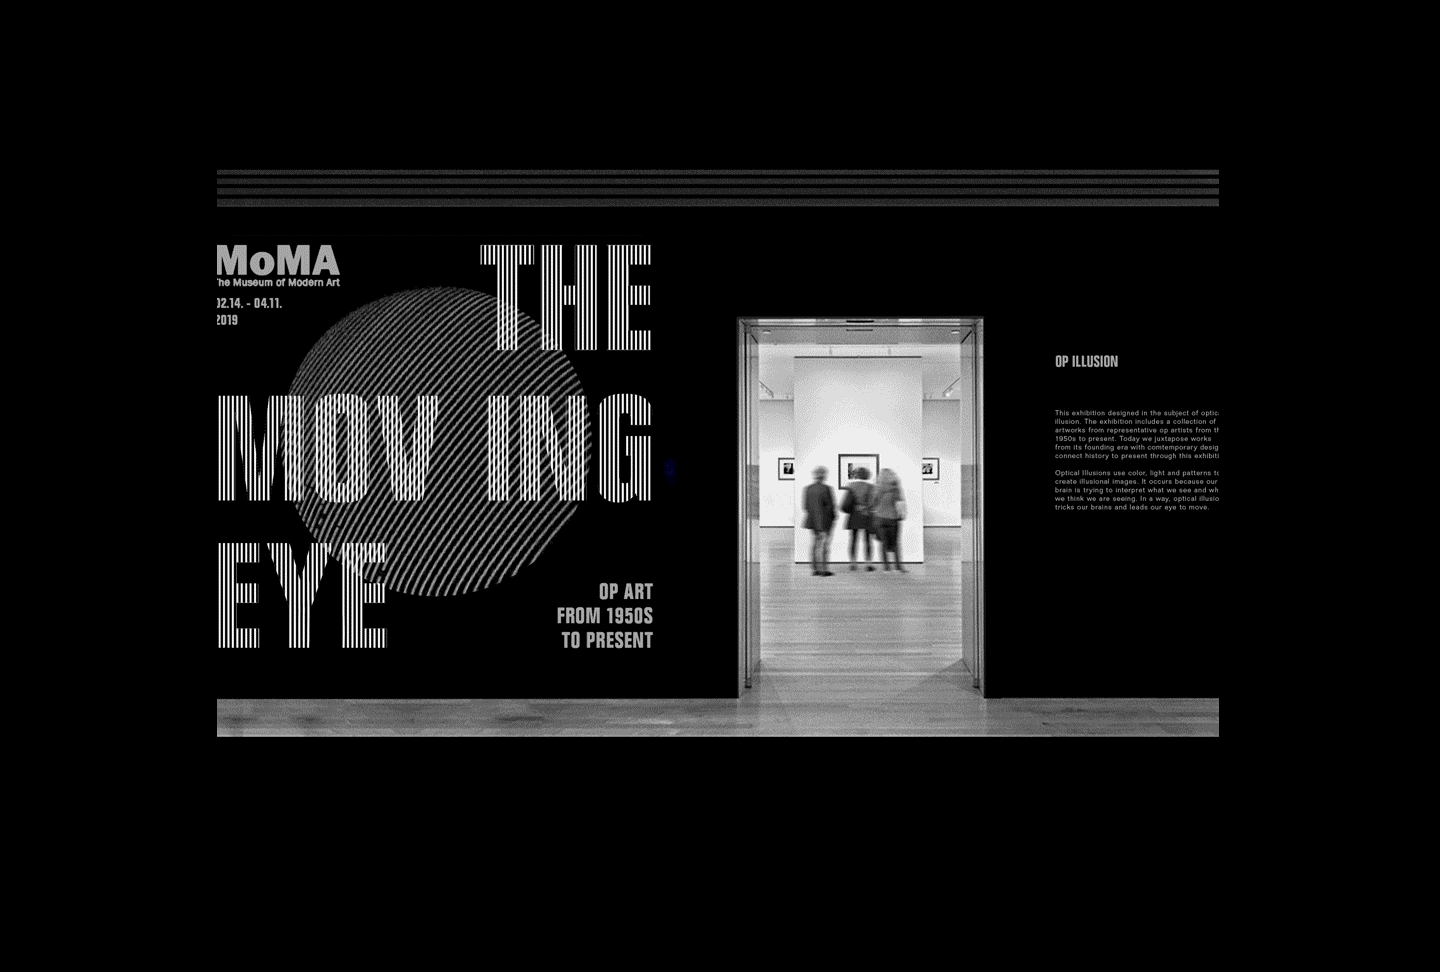 MoMA
The Museum of Modern Art
02.14. - 04.11.
2019
THE
MOVING
EYE
OP ART
FROM 1950S
TO PRESENT
OP ILLUSION
This exhibition designed in the subject of optic
illusion. The exhibition includes a collection of
artworks from representative op artists from th
1950s to present. Today we juxtapose works
from its founding era with comtemporary desig
connect history to present through this exhibiti
Optical Illusions use color, light and patterns to
create illusional images. It occurs because our
brain is trying to interpret what we see and wh
we think we are seeing. In a way, optical illusio
tricks our brains and leads our eye to move.